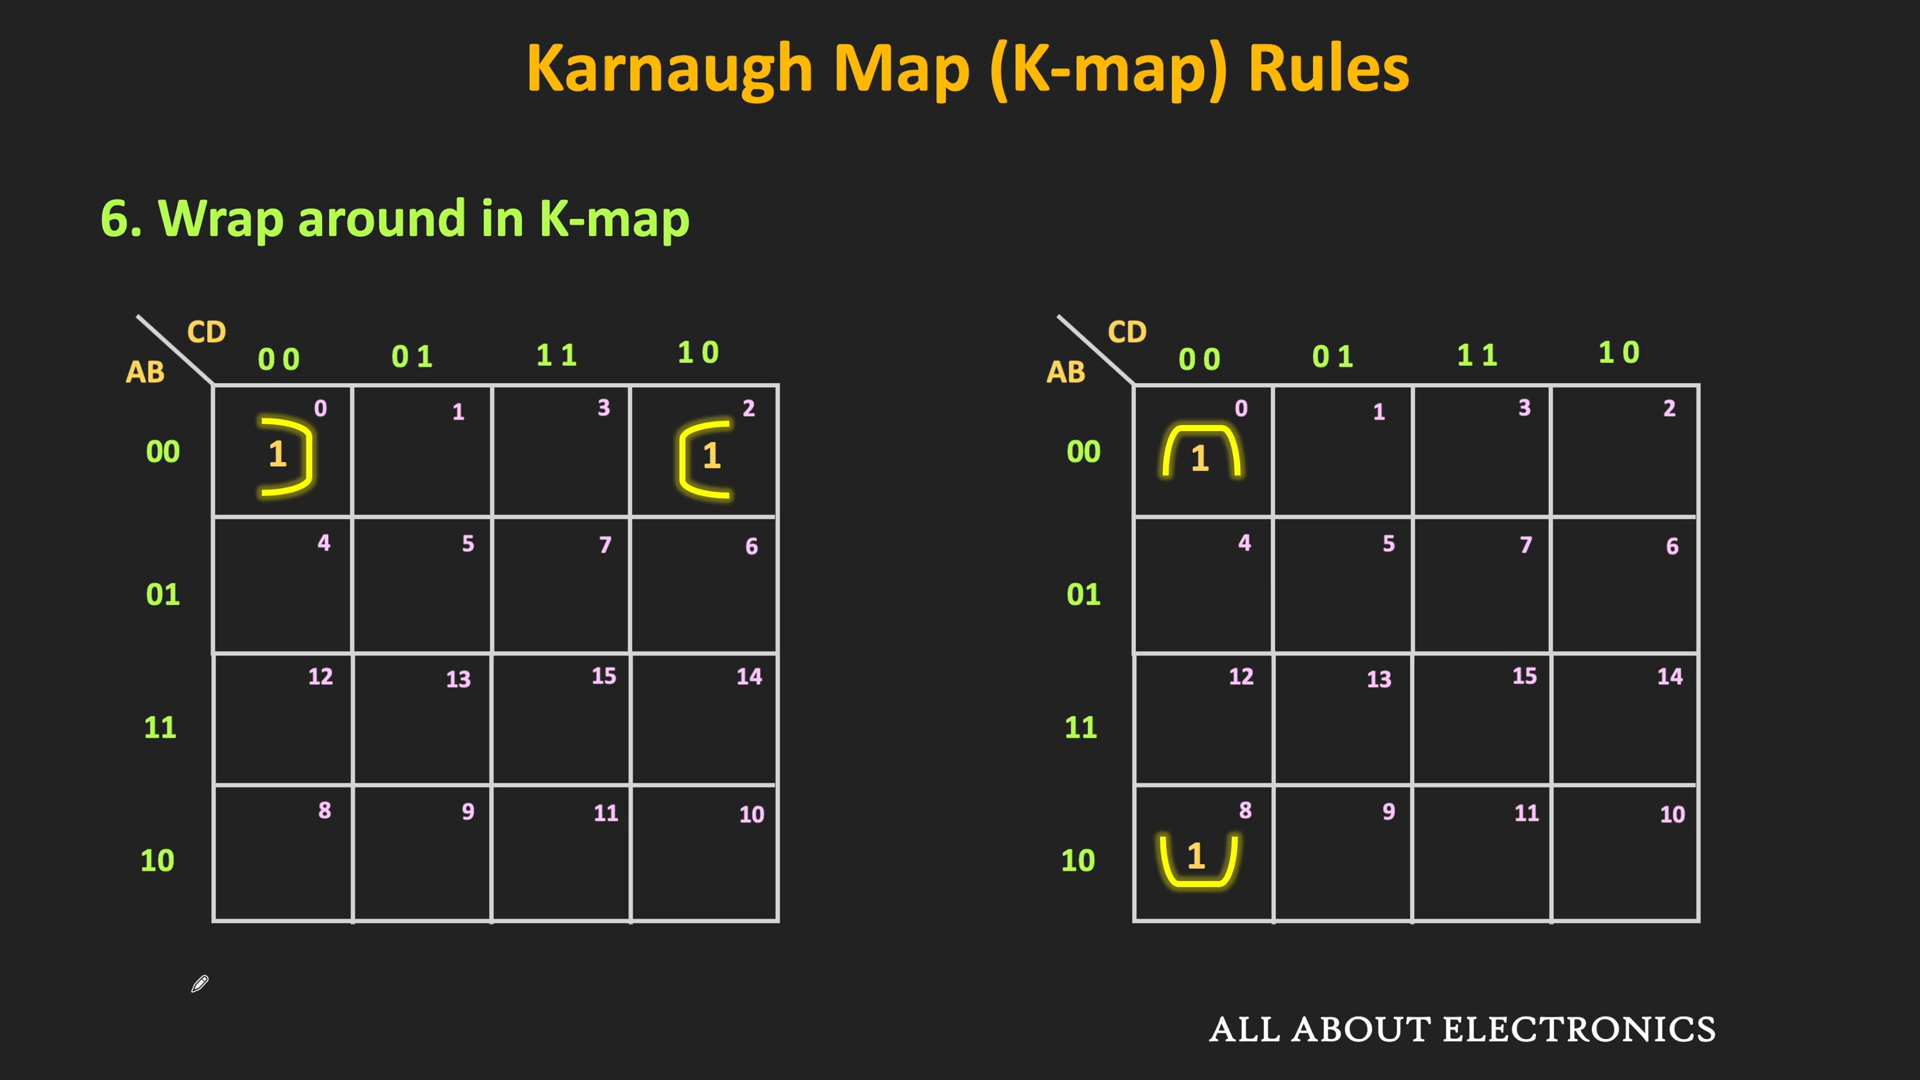 Karnaugh Map (K-map) Rules
6. Wrap around in K-map
CD
AB
0 0 0 1 1 1 1 0
0 1 3 2
00 1 1
4 5 7 6
01
12 13 15 14
11
8 9 11 10
10
CD
AB
0 0 0 1 1 1 1 0
0 1 3 2
00 1
4 5 7 6
01
12 13 15 14
11
8 9 11 10
10 1
ALL ABOUT ELECTRONICS